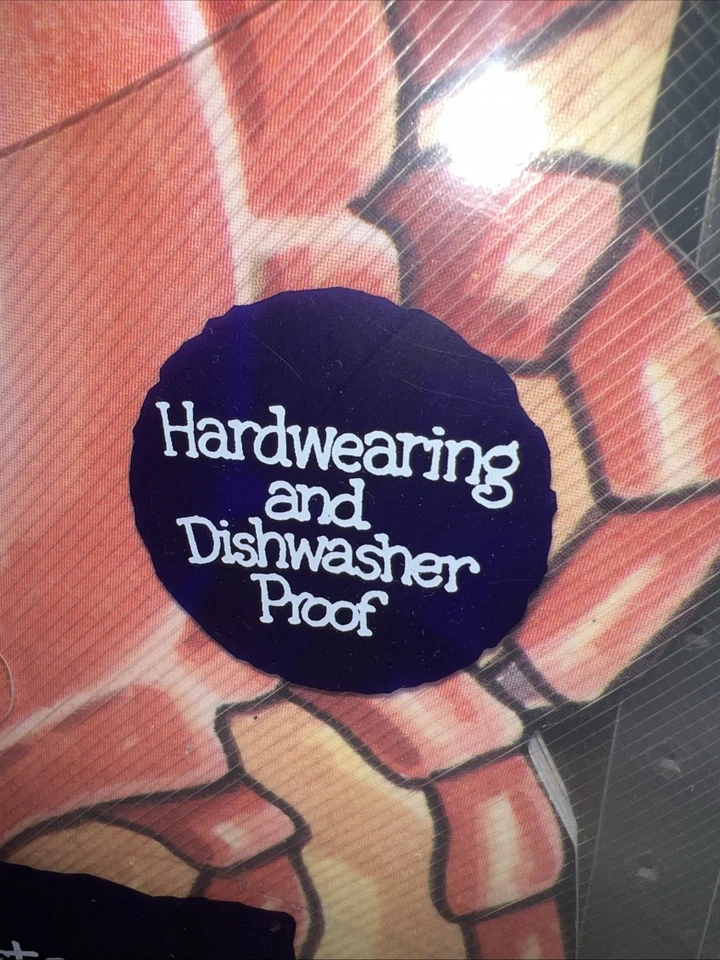 Hardwearing
and
Dishwasher
Proof